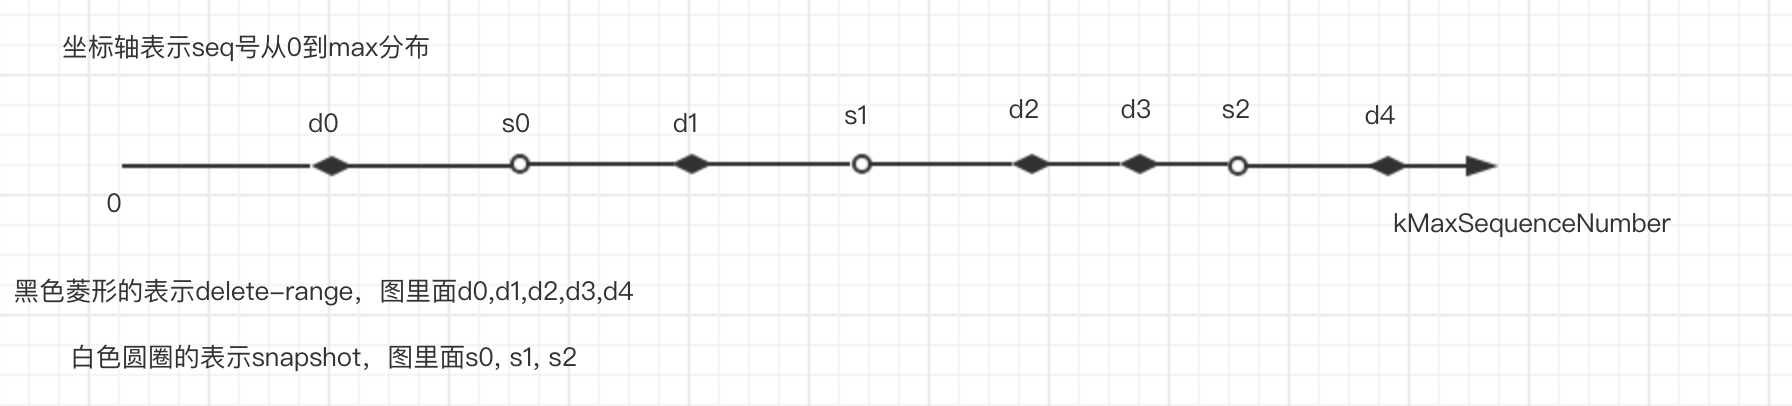 坐标轴表示seq号从0到max分布
d0 s0 d1 s1 d2 d3 s2 d4
0
kMaxSequenceNumber
黑色菱形的表示delete-range，图里面d0,d1,d2,d3,d4
白色圆圈的表示snapshot，图里面s0, s1, s2